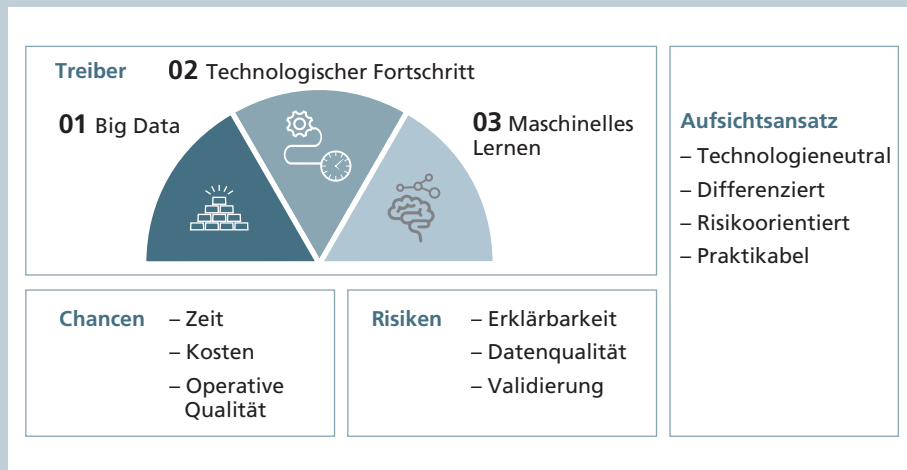 Treiber
02 Technologischer Fortschritt
01 Big Data
03 Maschinelles
Lernen
Chancen
– Zeit
– Kosten
– Operative
Qualität
Risiken
– Erklärbarkeit
– Datenqualität
– Validierung
Aufsichtsansatz
– Technologieneutral
– Differenziert
– Risikoorientiert
– Praktikabel